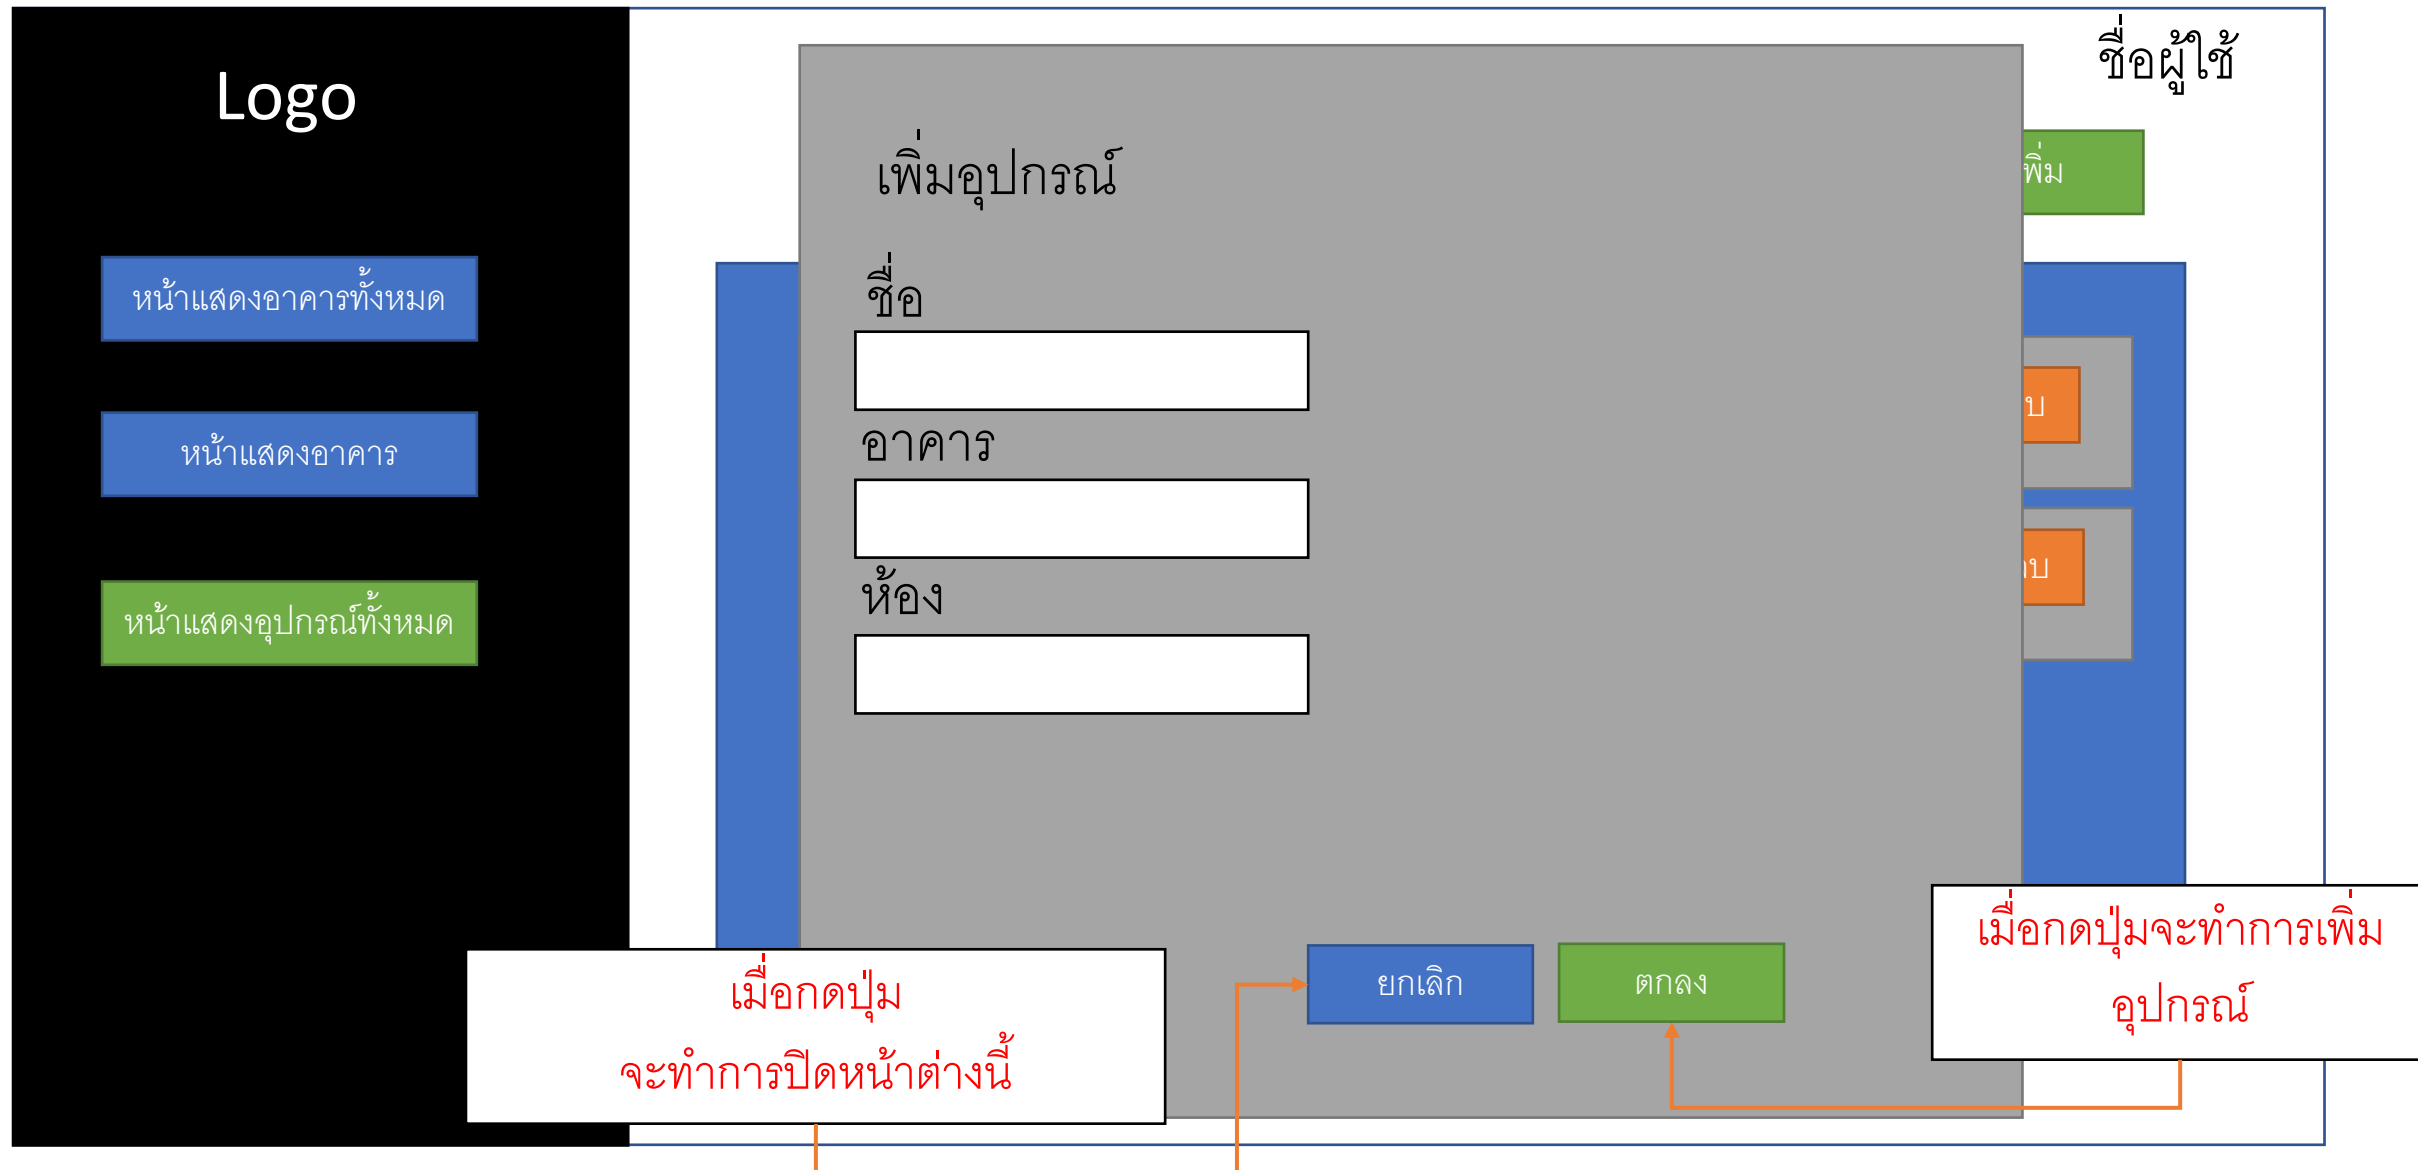 Logo
ชื่อผู้ใช้
เพิ่มอุปกรณ์
พิ่ม
ชื่อ
หน้าแสดงอาคารทั้งหมด
อาคาร
หน้าแสดงอาคาร
ห้อง
หน้าแสดงอุปกรณ์ทั้งหมด
ยกเลิก
ตกลง
เมื่อกดปุ่มจะทำการเพิ่ม
อุปกรณ์
เมื่อกดปุ่ม
จะทำการปิดหน้าต่างนี้